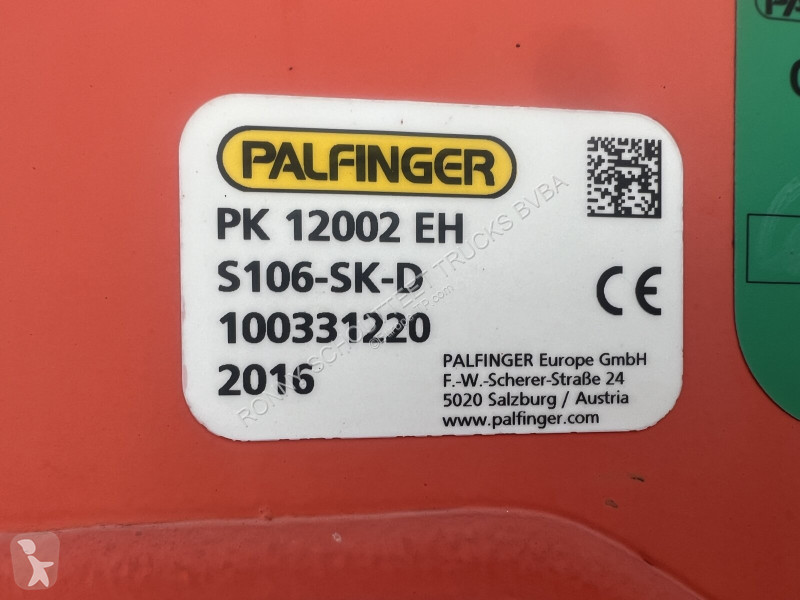 PALFINGER
PK 12002 EH
S106-SK-D
100331220
2016
CE
PALFINGER Europe GmbH
F.-W.-Scherer-Straße 24
5020 Salzburg / Austria
www.palfinger.com